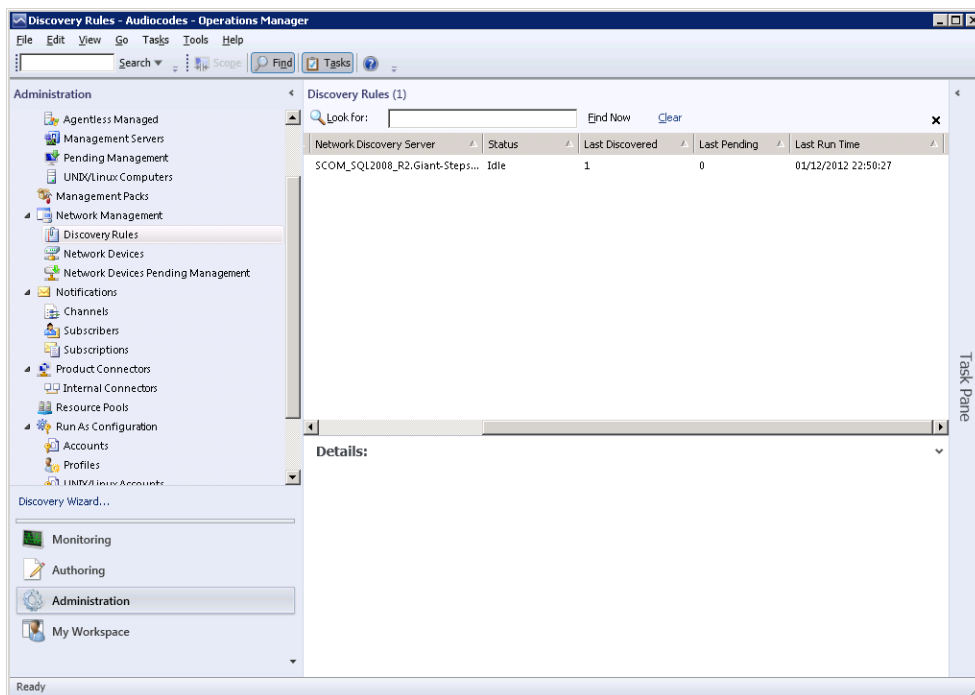 Discovery Rules - Audiocodes - Operations Manager
File Edit View Go Tasks Tools Help
Search Scope Find Tasks
Administration
Agentless Managed
Management Servers
Pending Management
UNIX/Linux Computers
Management Packs
Network Management
Discovery Rules
Network Devices
Network Devices Pending Management
Notifications
Channels
Subscribers
Subscriptions
Product Connectors
Internal Connectors
Resource Pools
Run As Configuration
Accounts
Profiles
UNIX/Linux Accounts
Discovery Wizard...
Monitoring
Authoring
Administration
My Workspace
Discovery Rules (1)
Look for: Find Now Clear
Network Discovery Server Status Last Discovered Last Pending Last Run Time
SCOM_SQL2008_R2.Giant-Steps... Idle 1 0 01/12/2012 22:50:27
Details:
Task Pane
Ready